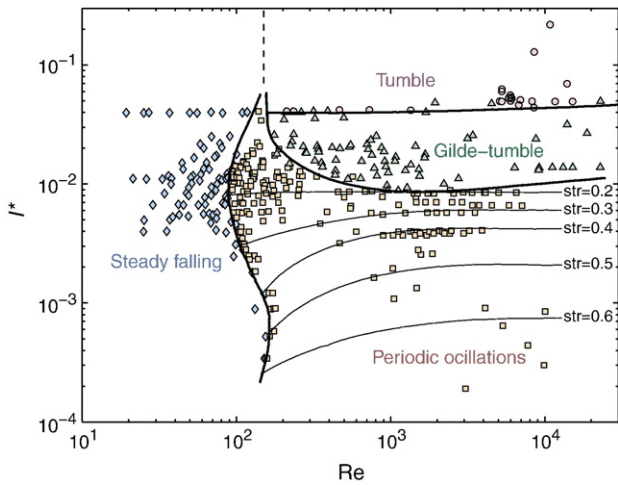 10⁻¹
10⁻²
10⁻³
10⁻⁴
I*
Tumble
Gilde–tumble
str=0.2
str=0.3
str=0.4
Steady falling
str=0.5
str=0.6
Periodic ocillations
10¹
10²
10³
10⁴
Re